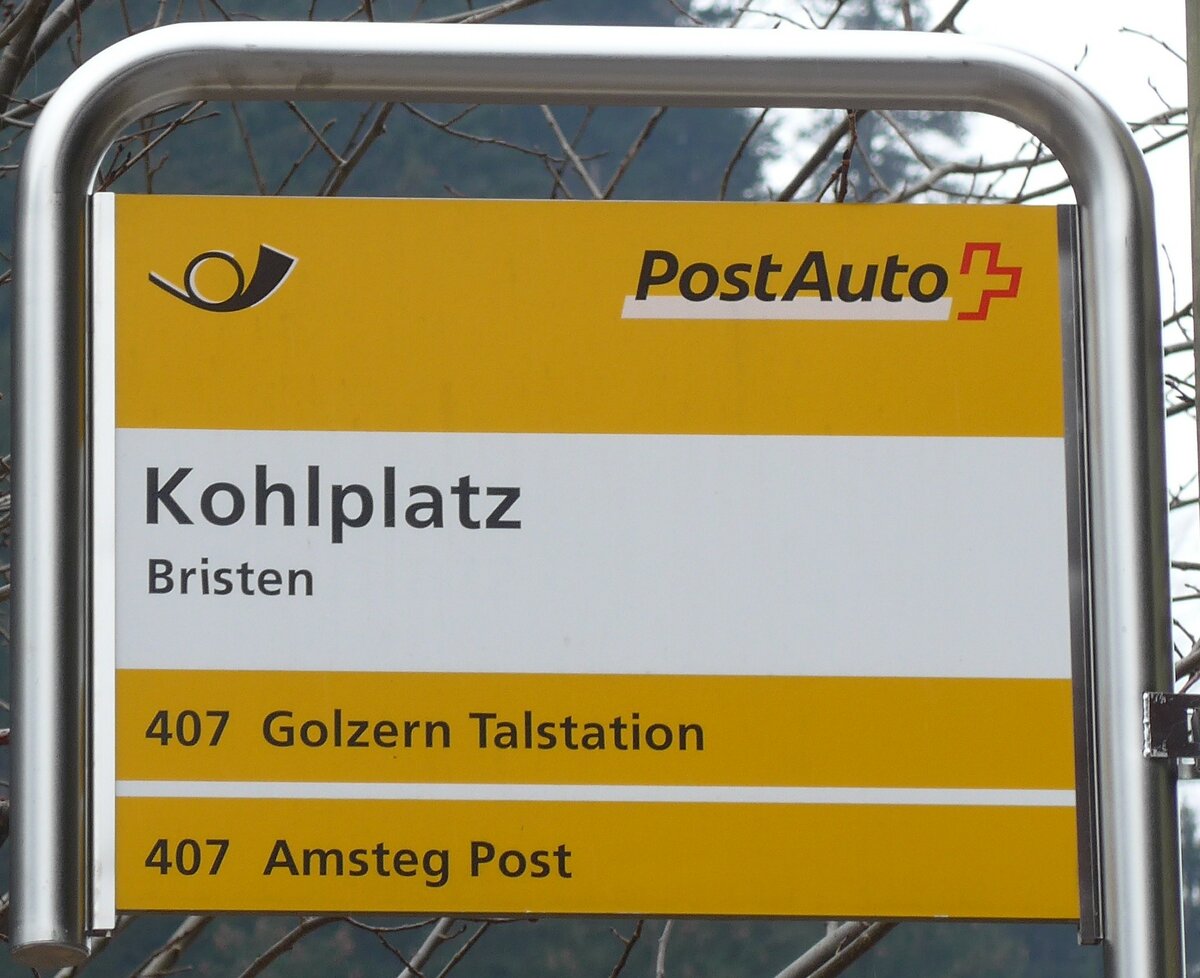 PostAuto
Kohlplatz
Bristen
407 Golzern Talstation
407 Amsteg Post